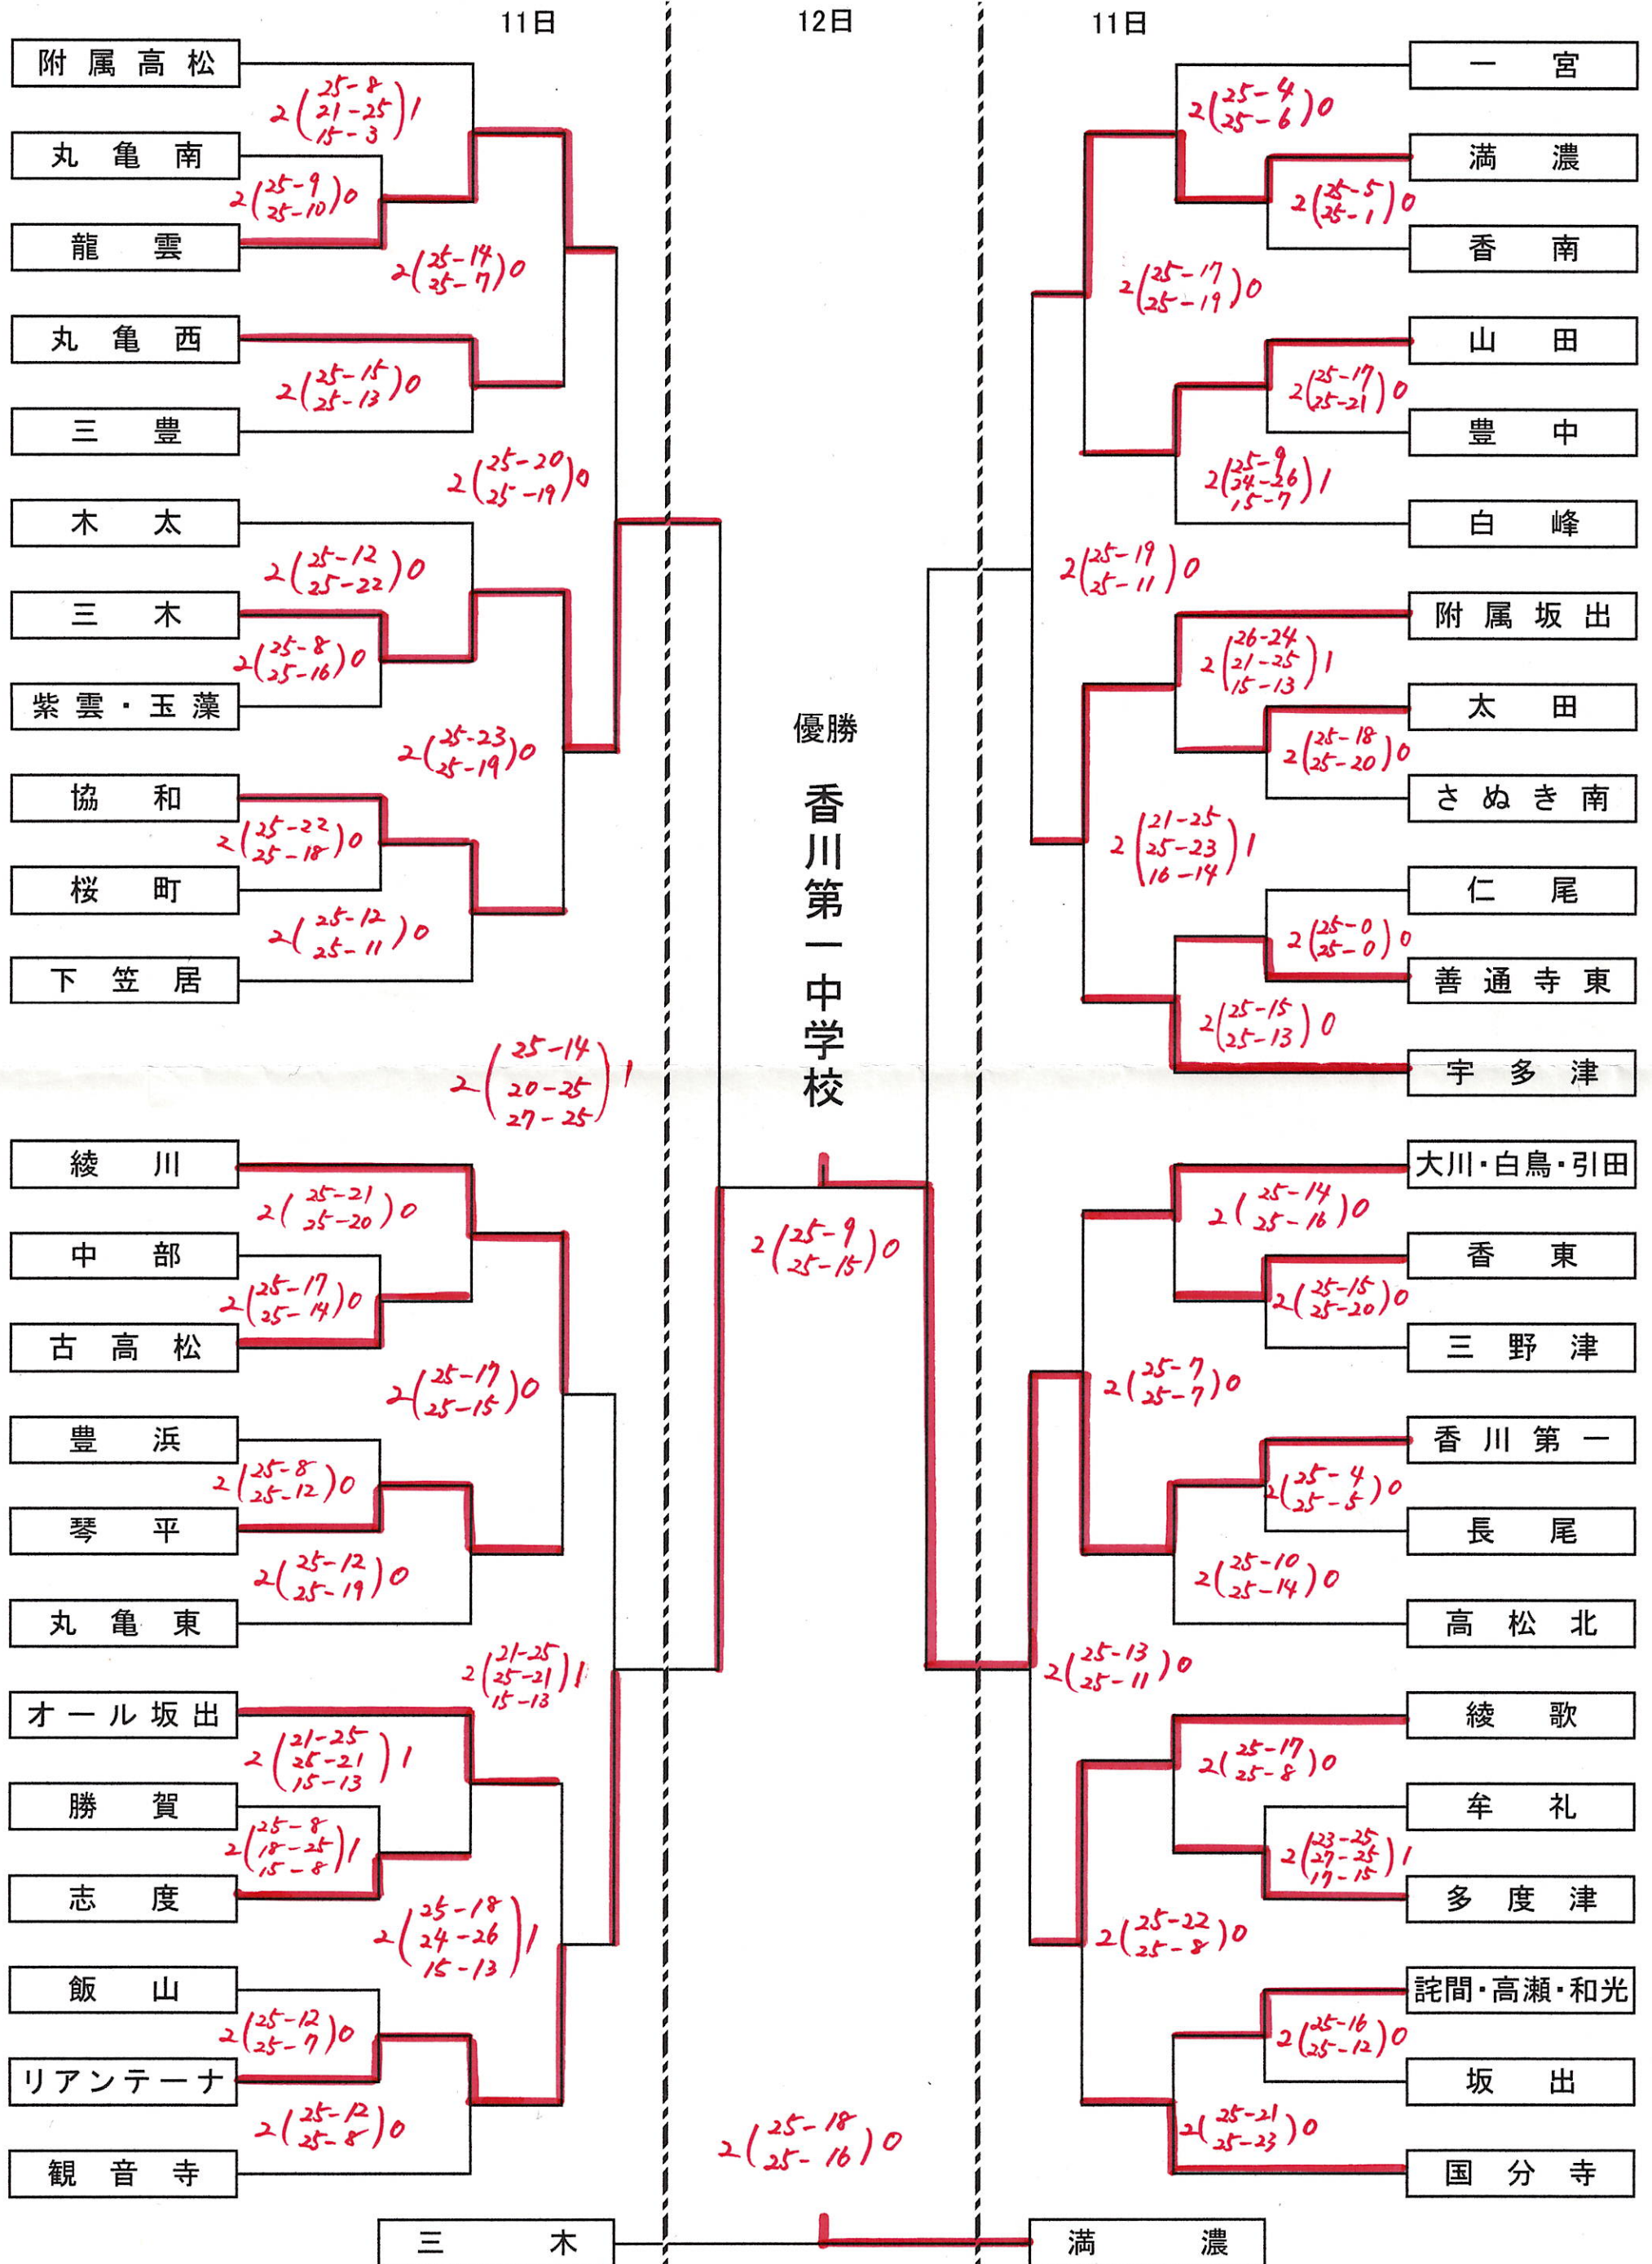 11日
12日
11日
附属高松
2(25-8 21-25 15-3)1
丸亀南
2(25-9 25-10)0
龍雲
2(25-14 25-7)0
丸亀西
2(25-15 25-13)0
三豊
2(25-20 25-19)0
木太
2(25-12 25-22)0
三木
2(25-8 25-16)0
紫雲・玉藻
2(25-23 25-19)0
協和
2(25-22 25-18)0
桜町
2(25-12 25-11)0
下笠居
2(25-14 20-25 27-25)1
綾川
2(25-21 25-20)0
中部
2(25-17 25-14)0
古高松
2(25-17 25-15)0
豊浜
2(25-8 25-12)0
琴平
2(25-12 25-19)0
丸亀東
2(21-25 25-21 15-13)1
オール坂出
2(21-25 25-21 15-13)1
勝賀
2(25-8 18-25 15-8)1
志度
2(25-18 24-26 15-13)1
飯山
2(25-12 25-7)0
リアンテーナ
2(25-12 25-8)0
観音寺
優勝
香川第一中学校
2(25-9 25-15)0
一宮
2(25-4 25-6)0
満濃
2(25-5 25-1)0
香南
2(25-17 25-19)0
山田
2(25-17 25-21)0
豊中
2(25-9 24-26 15-7)1
白峰
2(25-19 25-11)0
附属坂出
2(26-24 21-25 15-13)1
太田
2(25-18 25-20)0
さぬき南
2(21-25 25-23 16-14)1
仁尾
2(25-0 25-0)0
善通寺東
2(25-15 25-13)0
宇多津
大川・白鳥・引田
2(25-14 25-16)0
香東
2(25-15 25-20)0
三野津
2(25-7 25-7)0
香川第一
2(25-4 25-5)0
長尾
2(25-10 25-14)0
高松北
2(25-13 25-11)0
綾歌
2(25-17 25-8)0
牟礼
2(23-25 27-25 17-15)1
多度津
2(25-22 25-8)0
詫間・高瀬・和光
2(25-16 25-12)0
坂出
2(25-21 25-23)0
国分寺
2(25-18 25-16)0
三木
満濃